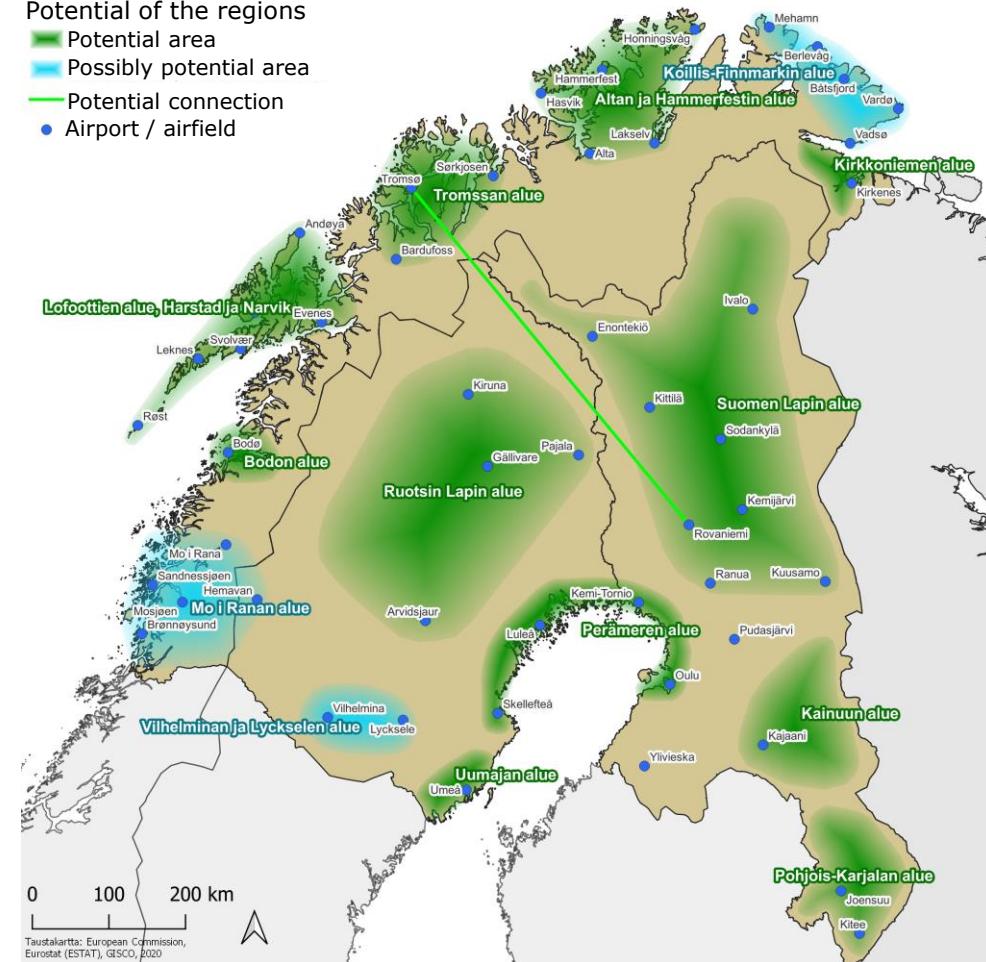 Potential of the regions
Potential area
Possibly potential area
Potential connection
Airport / airfield
Mehamn
Honningsvåg
Berlevåg
Hammerfest
Koillis-Finnmarkin alue
Båtsfjord
Hasvik
Altan ja Hammerfestin alue
Vardø
Lakselv
Vadsø
Alta
Sørkjosen
Kirkkoniemen alue
Tromsø
Tromssan alue
Kirkenes
Andøya
Bardufoss
Lofoottien alue, Harstad ja Narvik
Evenes
Ivalo
Enontekiö
Svolvær
Leknes
Kiruna
Kittilä
Suomen Lapin alue
Røst
Sodankylä
Bodø
Bodon alue
Pajala
Gällivare
Ruotsin Lapin alue
Kemijärvi
Rovaniemi
Mo i Rana
Sandnessjøen
Hemavan
Ranua
Kuusamo
Kemi-Tornio
Mosjøen
Mo i Ranan alue
Arvidsjaur
Brønnøysund
Luleå
Perämeren alue
Pudasjärvi
Oulu
Vilhelmina
Skellefteå
Kainuun alue
Vilhelminan ja Lyckselen alue
Lycksele
Kajaani
Ylivieska
Uumajan alue
Umeå
Pohjois-Karjalan alue
Joensuu
Kitee
0 100 200 km
Taustakartta: European Commission,
Eurostat (ESTAT), GISCO, 2020